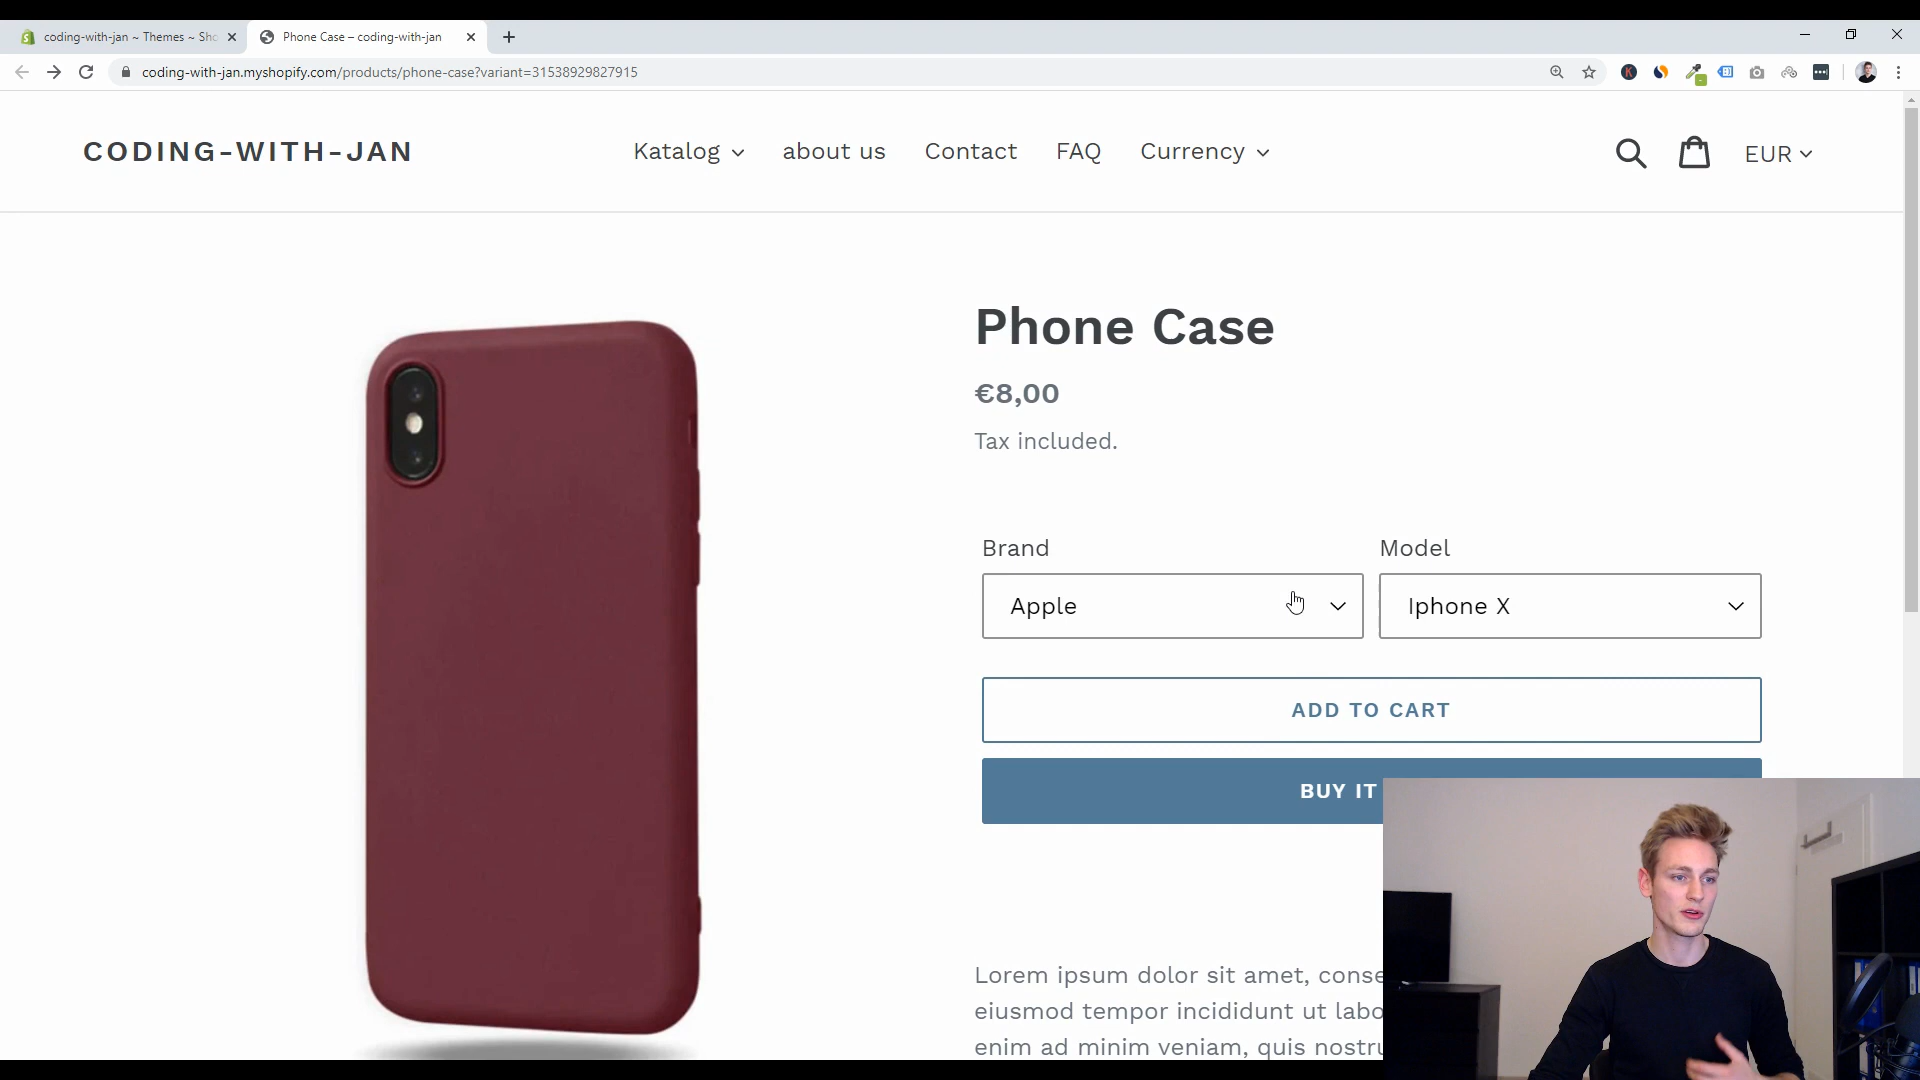 coding-with-jan ~ Themes ~ Sho
Phone Case – coding-with-jan
coding-with-jan.myshopify.com/products/phone-case?variant=31538929827915
CODING-WITH-JAN
Katalog
about us
Contact
FAQ
Currency
EUR
Phone Case
€8,00
Tax included.
Brand
Model
Apple
Iphone X
ADD TO CART
BUY IT
Lorem ipsum dolor sit amet, conse
eiusmod tempor incididunt ut labo
enim ad minim veniam, quis nostru